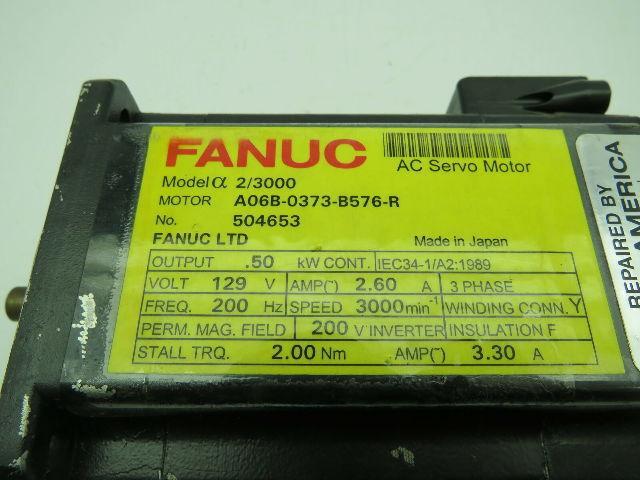 FANUC
AC Servo Motor
Model α 2/3000
MOTOR A06B-0373-B576-R
No. 504653
FANUC LTD Made in Japan
OUTPUT .50 kW CONT. IEC34-1/A2:1989
VOLT 129 V AMP(~) 2.60 A 3 PHASE
FREQ. 200 Hz SPEED 3000min⁻¹ WINDING CONN. Y
PERM. MAG. FIELD 200 V INVERTER INSULATION F
STALL TRQ. 2.00 Nm AMP(~) 3.30 A
REPAIRED BY
AMERICA